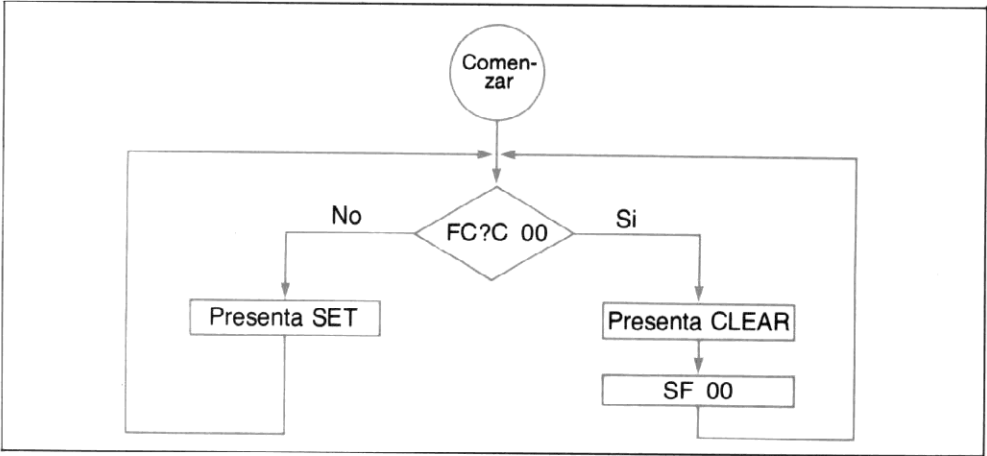 Comen-
zar
No
FC?C 00
Si
Presenta SET
Presenta CLEAR
SF 00